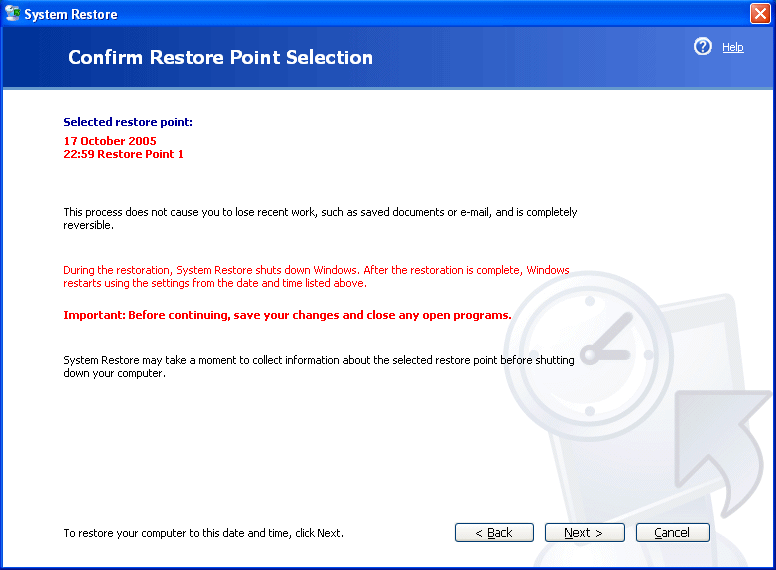 System Restore
Confirm Restore Point Selection
Help
Selected restore point:
17 October 2005
22:59 Restore Point 1
This process does not cause you to lose recent work, such as saved documents or e-mail, and is completely
reversible.
During the restoration, System Restore shuts down Windows. After the restoration is complete, Windows
restarts using the settings from the date and time listed above.
Important: Before continuing, save your changes and close any open programs.
System Restore may take a moment to collect information about the selected restore point before shutting
down your computer.
To restore your computer to this date and time, click Next.
< Back
Next >
Cancel